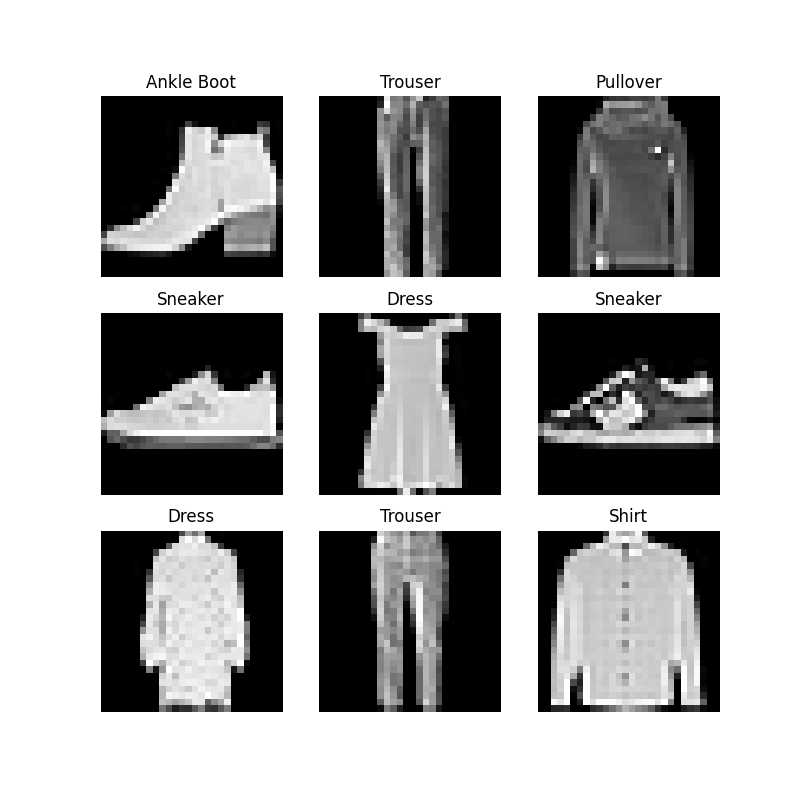 Ankle Boot
Trouser
Pullover
Sneaker
Dress
Sneaker
Dress
Trouser
Shirt